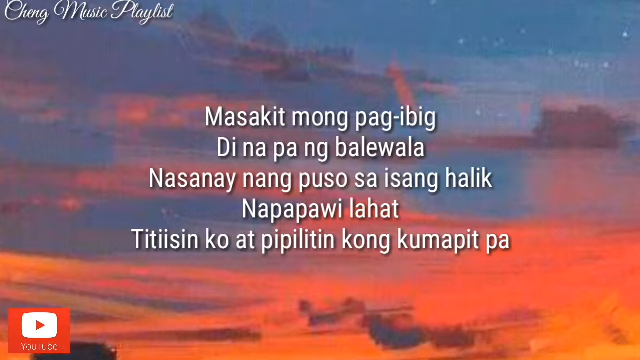 Cheng Music Playlist
Masakit mong pag-ibig
Di na pa ng balewala
Nasanay nang puso sa isang halik
Napapawi lahat
Titiisin ko at pipilitin kong kumapit pa
YOUTUBE